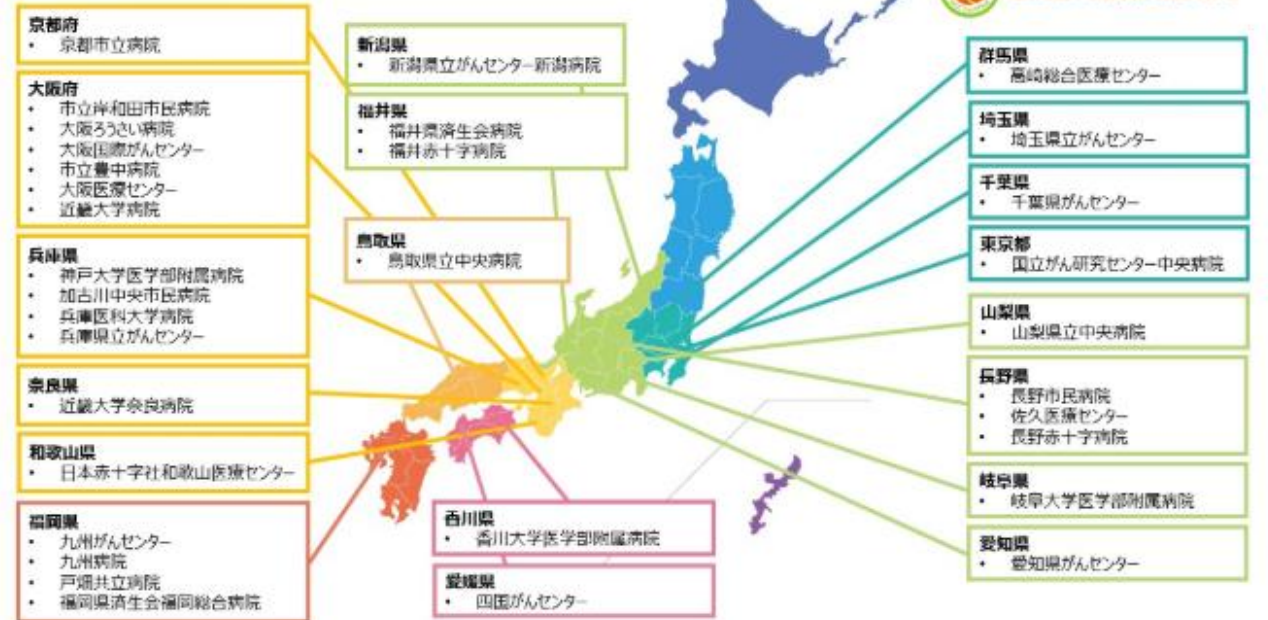 京都府
• 京都市立病院
大阪府
• 市立岸和田市民病院
• 大阪ろうさい病院
• 大阪国際がんセンター
• 市立豊中病院
• 大阪医療センター
• 近畿大学病院
兵庫県
• 神戸大学医学部附属病院
• 加古川中央市民病院
• 兵庫医科大学病院
• 兵庫県立がんセンター
奈良県
• 近畿大学奈良病院
和歌山県
• 日本赤十字社和歌山医療センター
福岡県
• 九州がんセンター
• 九州病院
• 戸畑共立病院
• 福岡県済生会福岡総合病院
新潟県
• 新潟県立がんセンター新潟病院
福井県
• 福井県済生会病院
• 福井赤十字病院
鳥取県
• 鳥取県立中央病院
香川県
• 香川大学医学部附属病院
愛媛県
• 四国がんセンター
群馬県
• 高崎総合医療センター
埼玉県
• 埼玉県立がんセンター
千葉県
• 千葉県がんセンター
東京都
• 国立がん研究センター中央病院
山梨県
• 山梨県立中央病院
長野県
• 長野市民病院
• 佐久医療センター
• 長野赤十字病院
岐阜県
• 岐阜大学医学部附属病院
愛知県
• 愛知県がんセンター